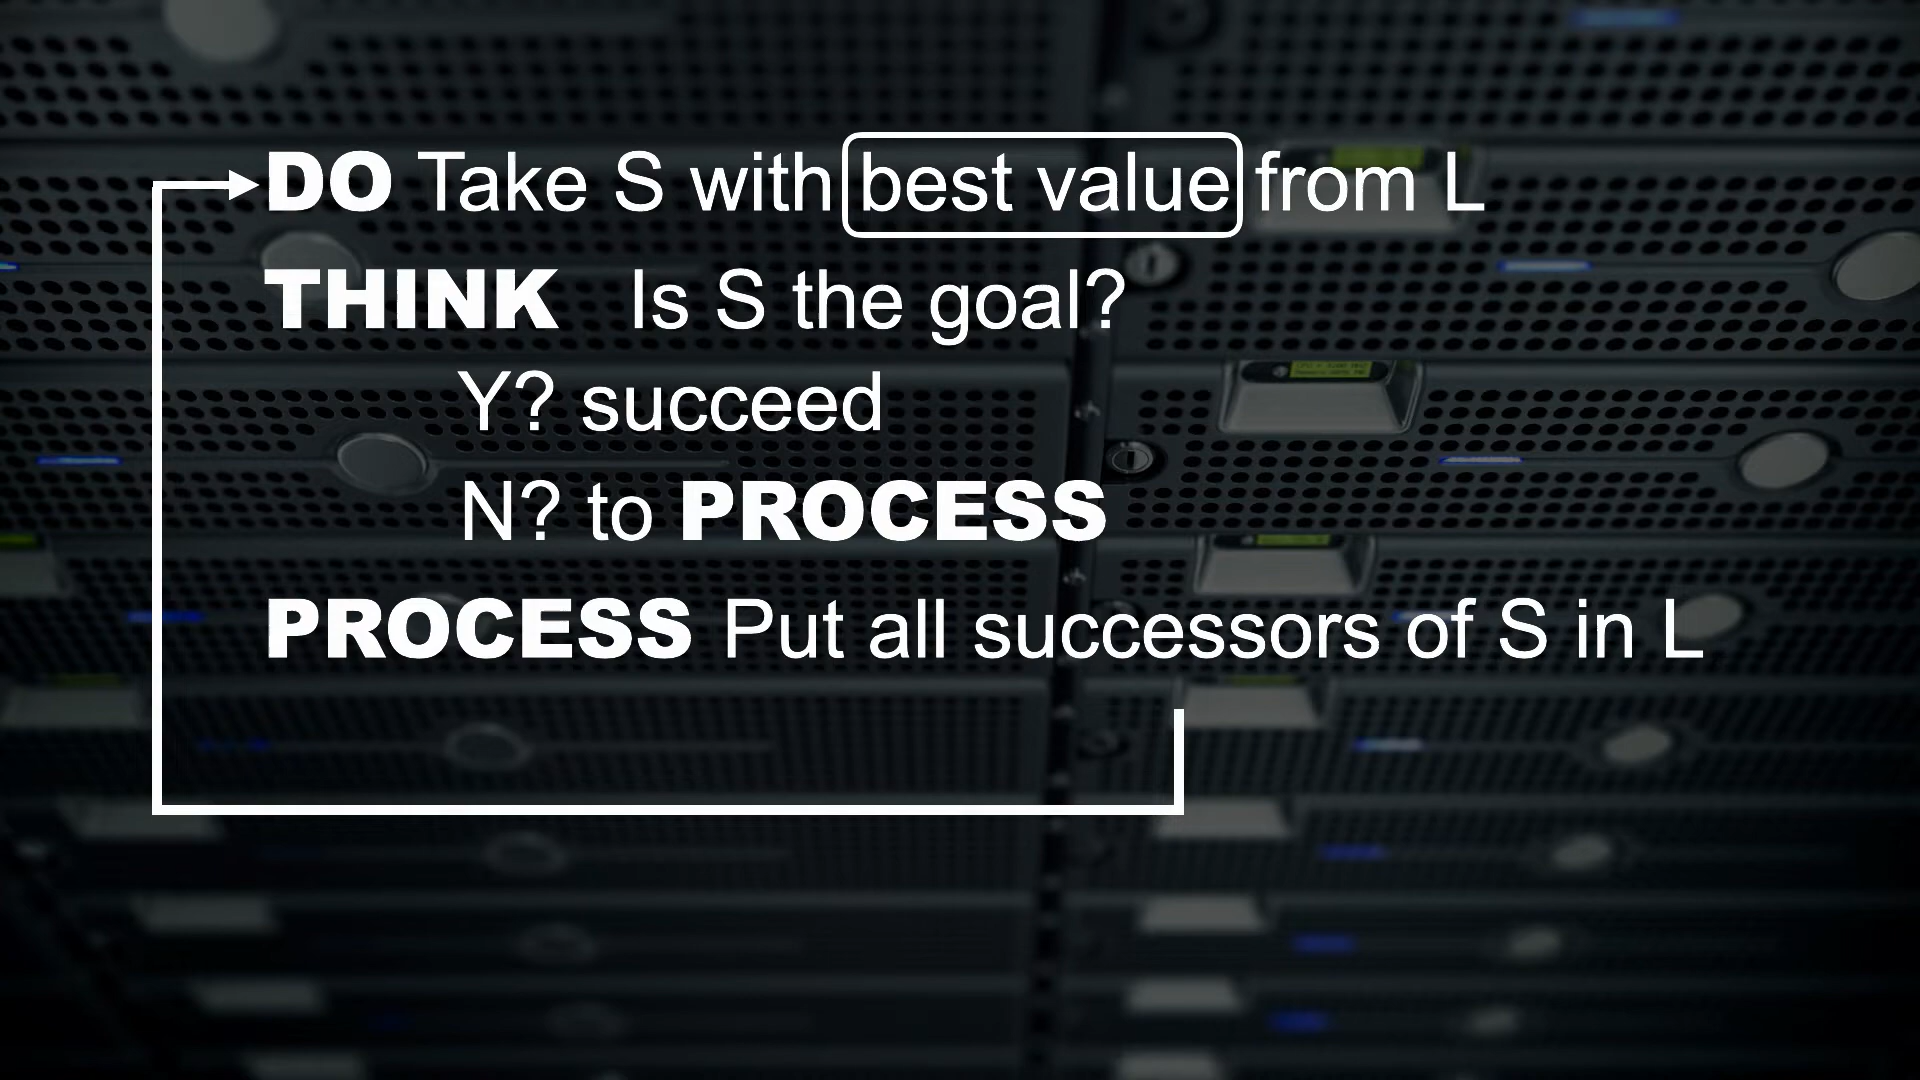 DO Take S with best value from L
THINK Is S the goal?
Y? succeed
N? to PROCESS
PROCESS Put all successors of S in L